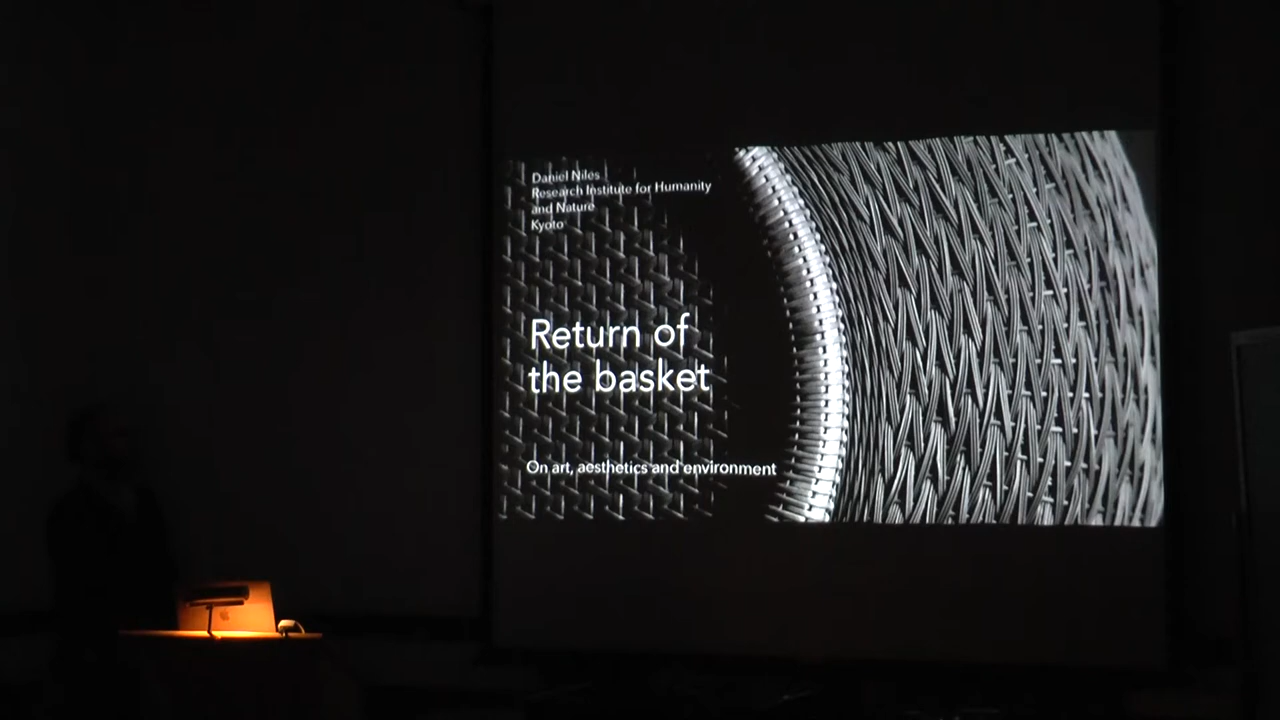 Daniel Niles
Research Institute for Humanity
and Nature
Kyoto
Return of
the basket
On art, aesthetics and environment